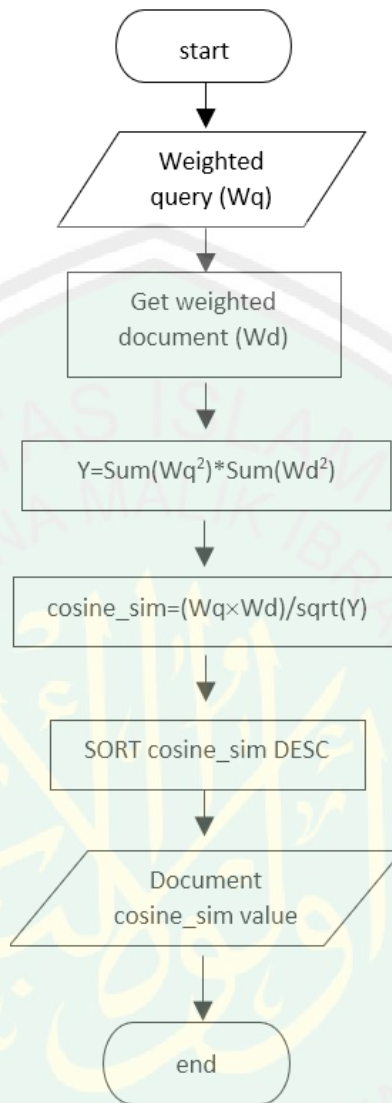 start
Weighted
query (Wq)
Get weighted
document (Wd)
Y=Sum(Wq²)*Sum(Wd²)
cosine_sim=(Wq×Wd)/sqrt(Y)
SORT cosine_sim DESC
Document
cosine_sim value
end